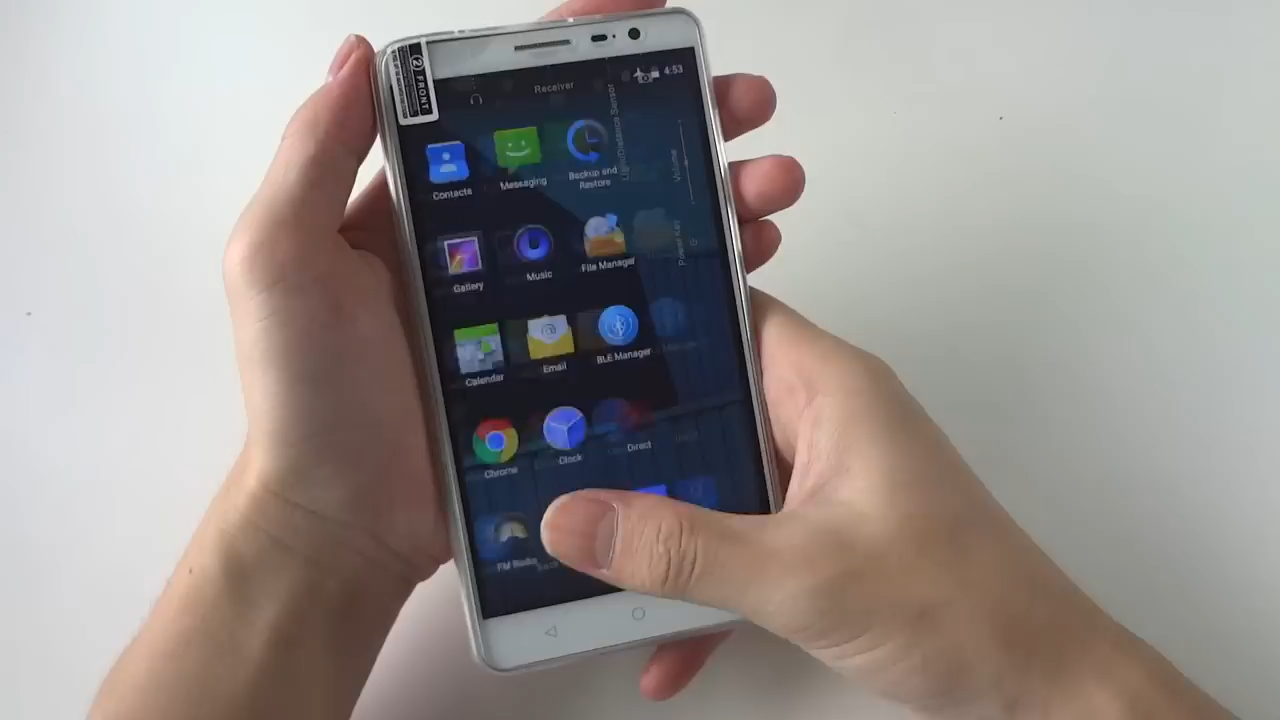 ② FRONT
Receiver
4:53
Light/Distance Sensor
Volume
Power Key
Contacts
Messaging
Backup and
Restore
Gallery
Music
File Manager
Calendar
Email
BLE Manager
Chrome
Clock
Direct
FM Radio